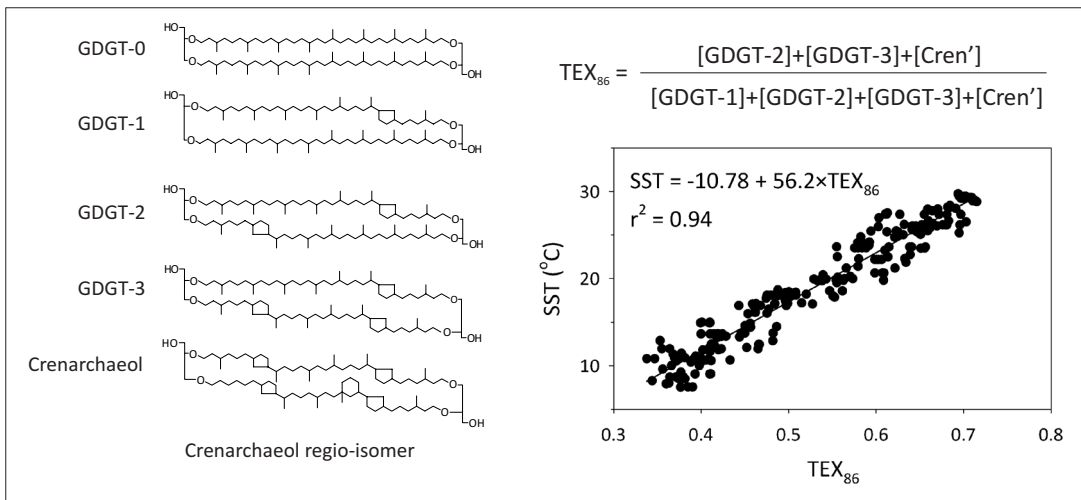 GDGT-0
HO
O
O
O
O
OH
GDGT-1
HO
O
O
O
O
OH
GDGT-2
HO
O
O
O
O
OH
GDGT-3
HO
O
O
O
O
OH
Crenarchaeol
HO
O
O
O
O
OH
Crenarchaeol regio-isomer
TEX86 = [GDGT-2]+[GDGT-3]+[Cren’]
[GDGT-1]+[GDGT-2]+[GDGT-3]+[Cren’]
SST = -10.78 + 56.2×TEX86
r² = 0.94
SST (°C)
30
20
10
0.3 0.4 0.5 0.6 0.7 0.8
TEX86